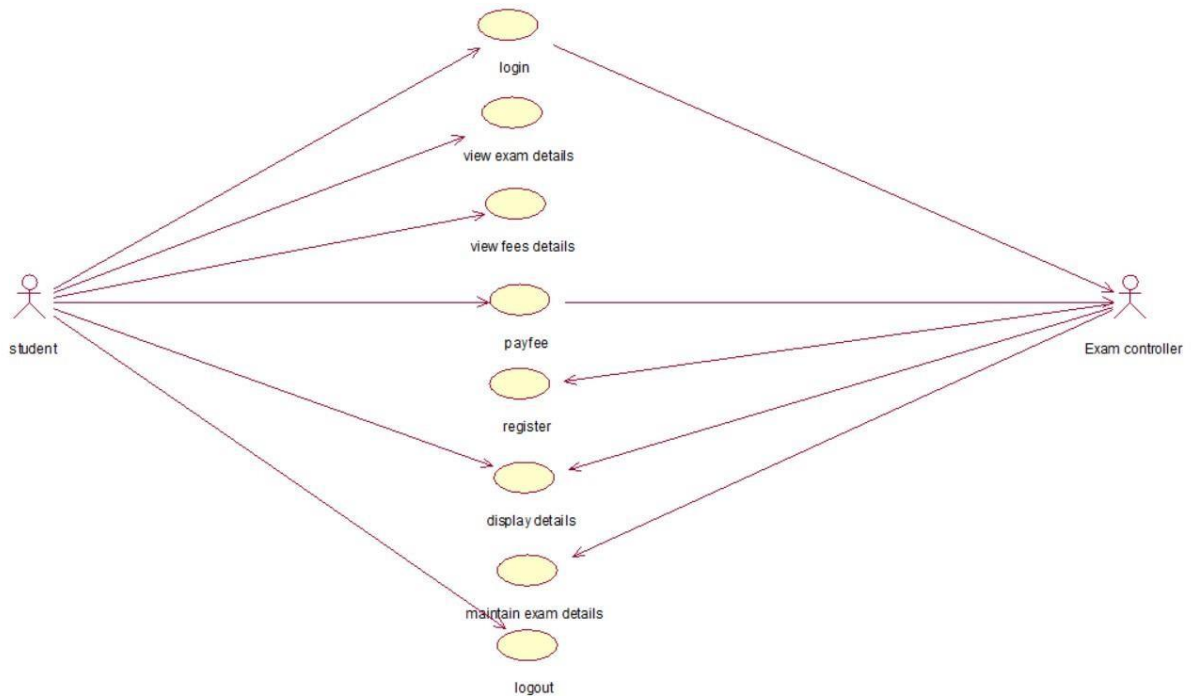 login
view exam details
view fees details
student
payfee
Exam controller
register
display details
maintain exam details
logout